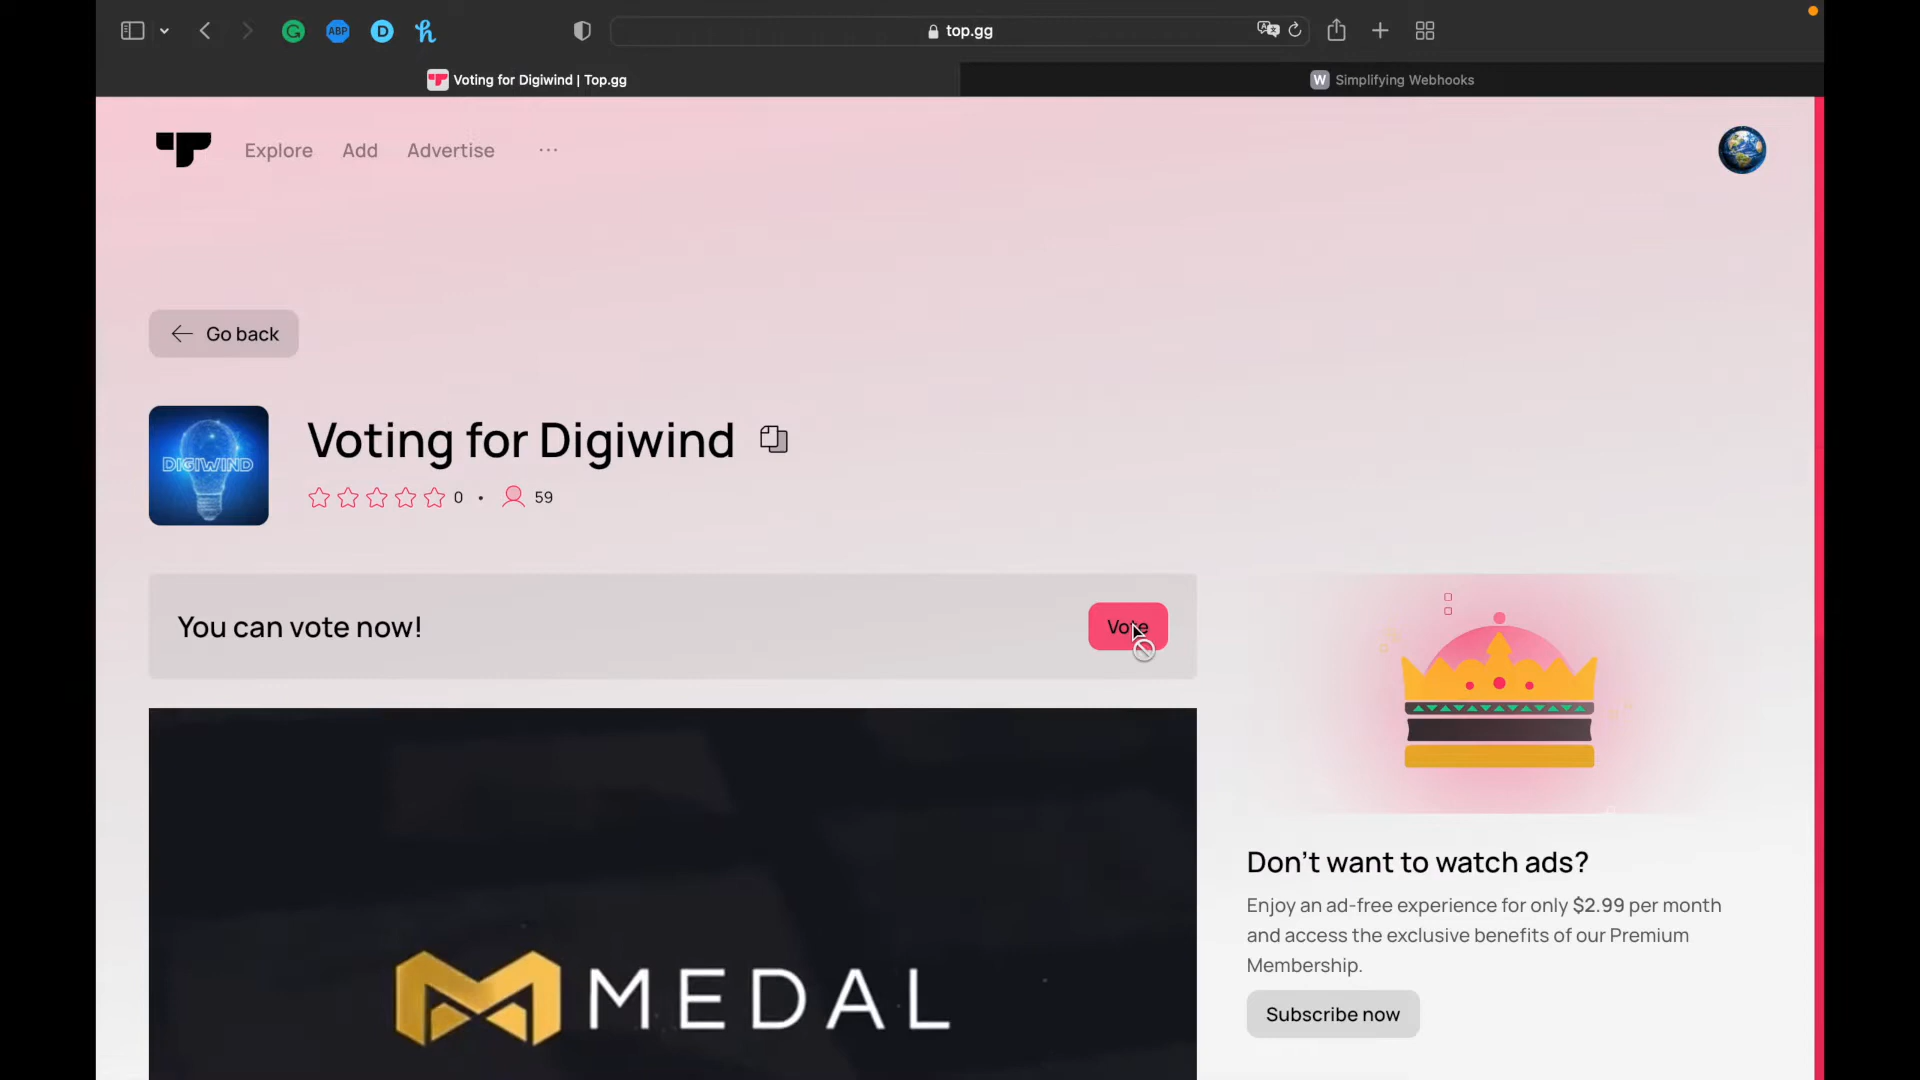 top.gg
Voting for Digiwind | Top.gg
W Simplifying Webhooks
Explore Add Advertise ...
Go back
DIGIWIND
Voting for Digiwind
0 • 59
You can vote now!
Vote
MEDAL
Don't want to watch ads?
Enjoy an ad-free experience for only $2.99 per month
and access the exclusive benefits of our Premium
Membership.
Subscribe now
G ABP D h